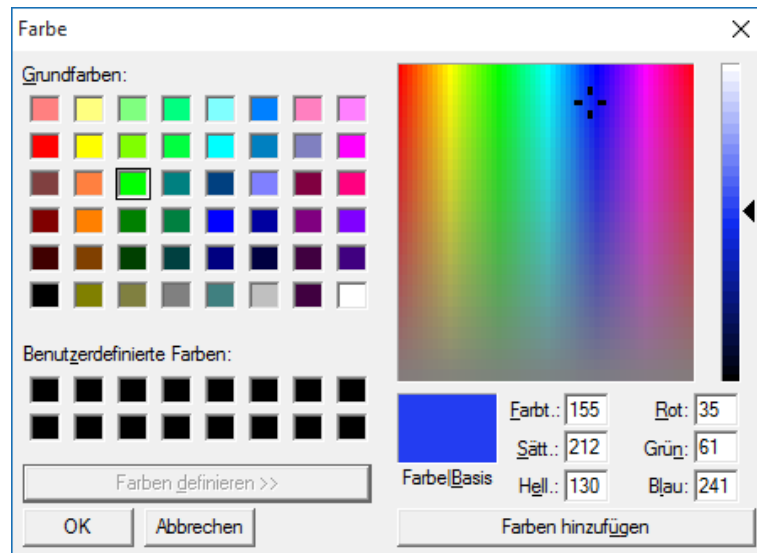 Farbe
Grundfarben:
Benutzerdefinierte Farben:
Farben definieren >>
OK
Abbrechen
Farbe|Basis
Farbt.: 155
Sätt.: 212
Hell.: 130
Rot: 35
Grün: 61
Blau: 241
Farben hinzufügen